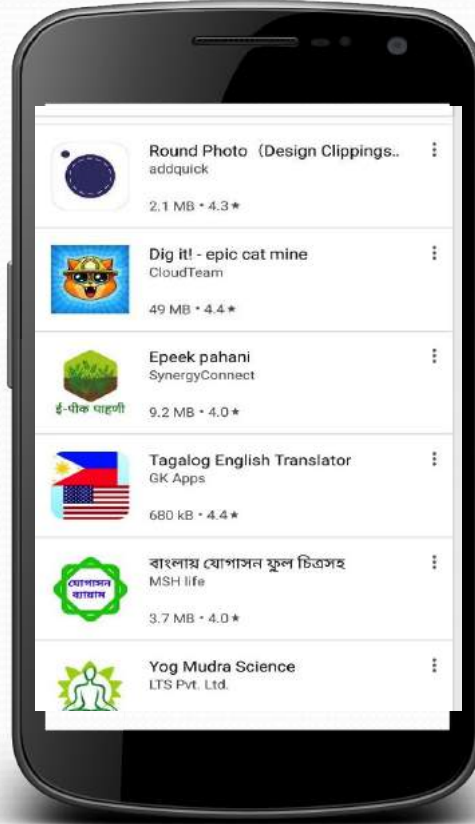 Round Photo（Design Clippings..
addquick
2.1 MB • 4.3★
Dig it! - epic cat mine
CloudTeam
49 MB • 4.4★
Epeek pahani
SynergyConnect
ई-पीक पाहणी
9.2 MB • 4.0★
Tagalog English Translator
GK Apps
680 kB • 4.4★
বাংলায় যোগাসন ফুল চিত্রসহ
MSH life
যোগাসন
ব্যায়াম
3.7 MB • 4.0★
Yog Mudra Science
LTS Pvt. Ltd.